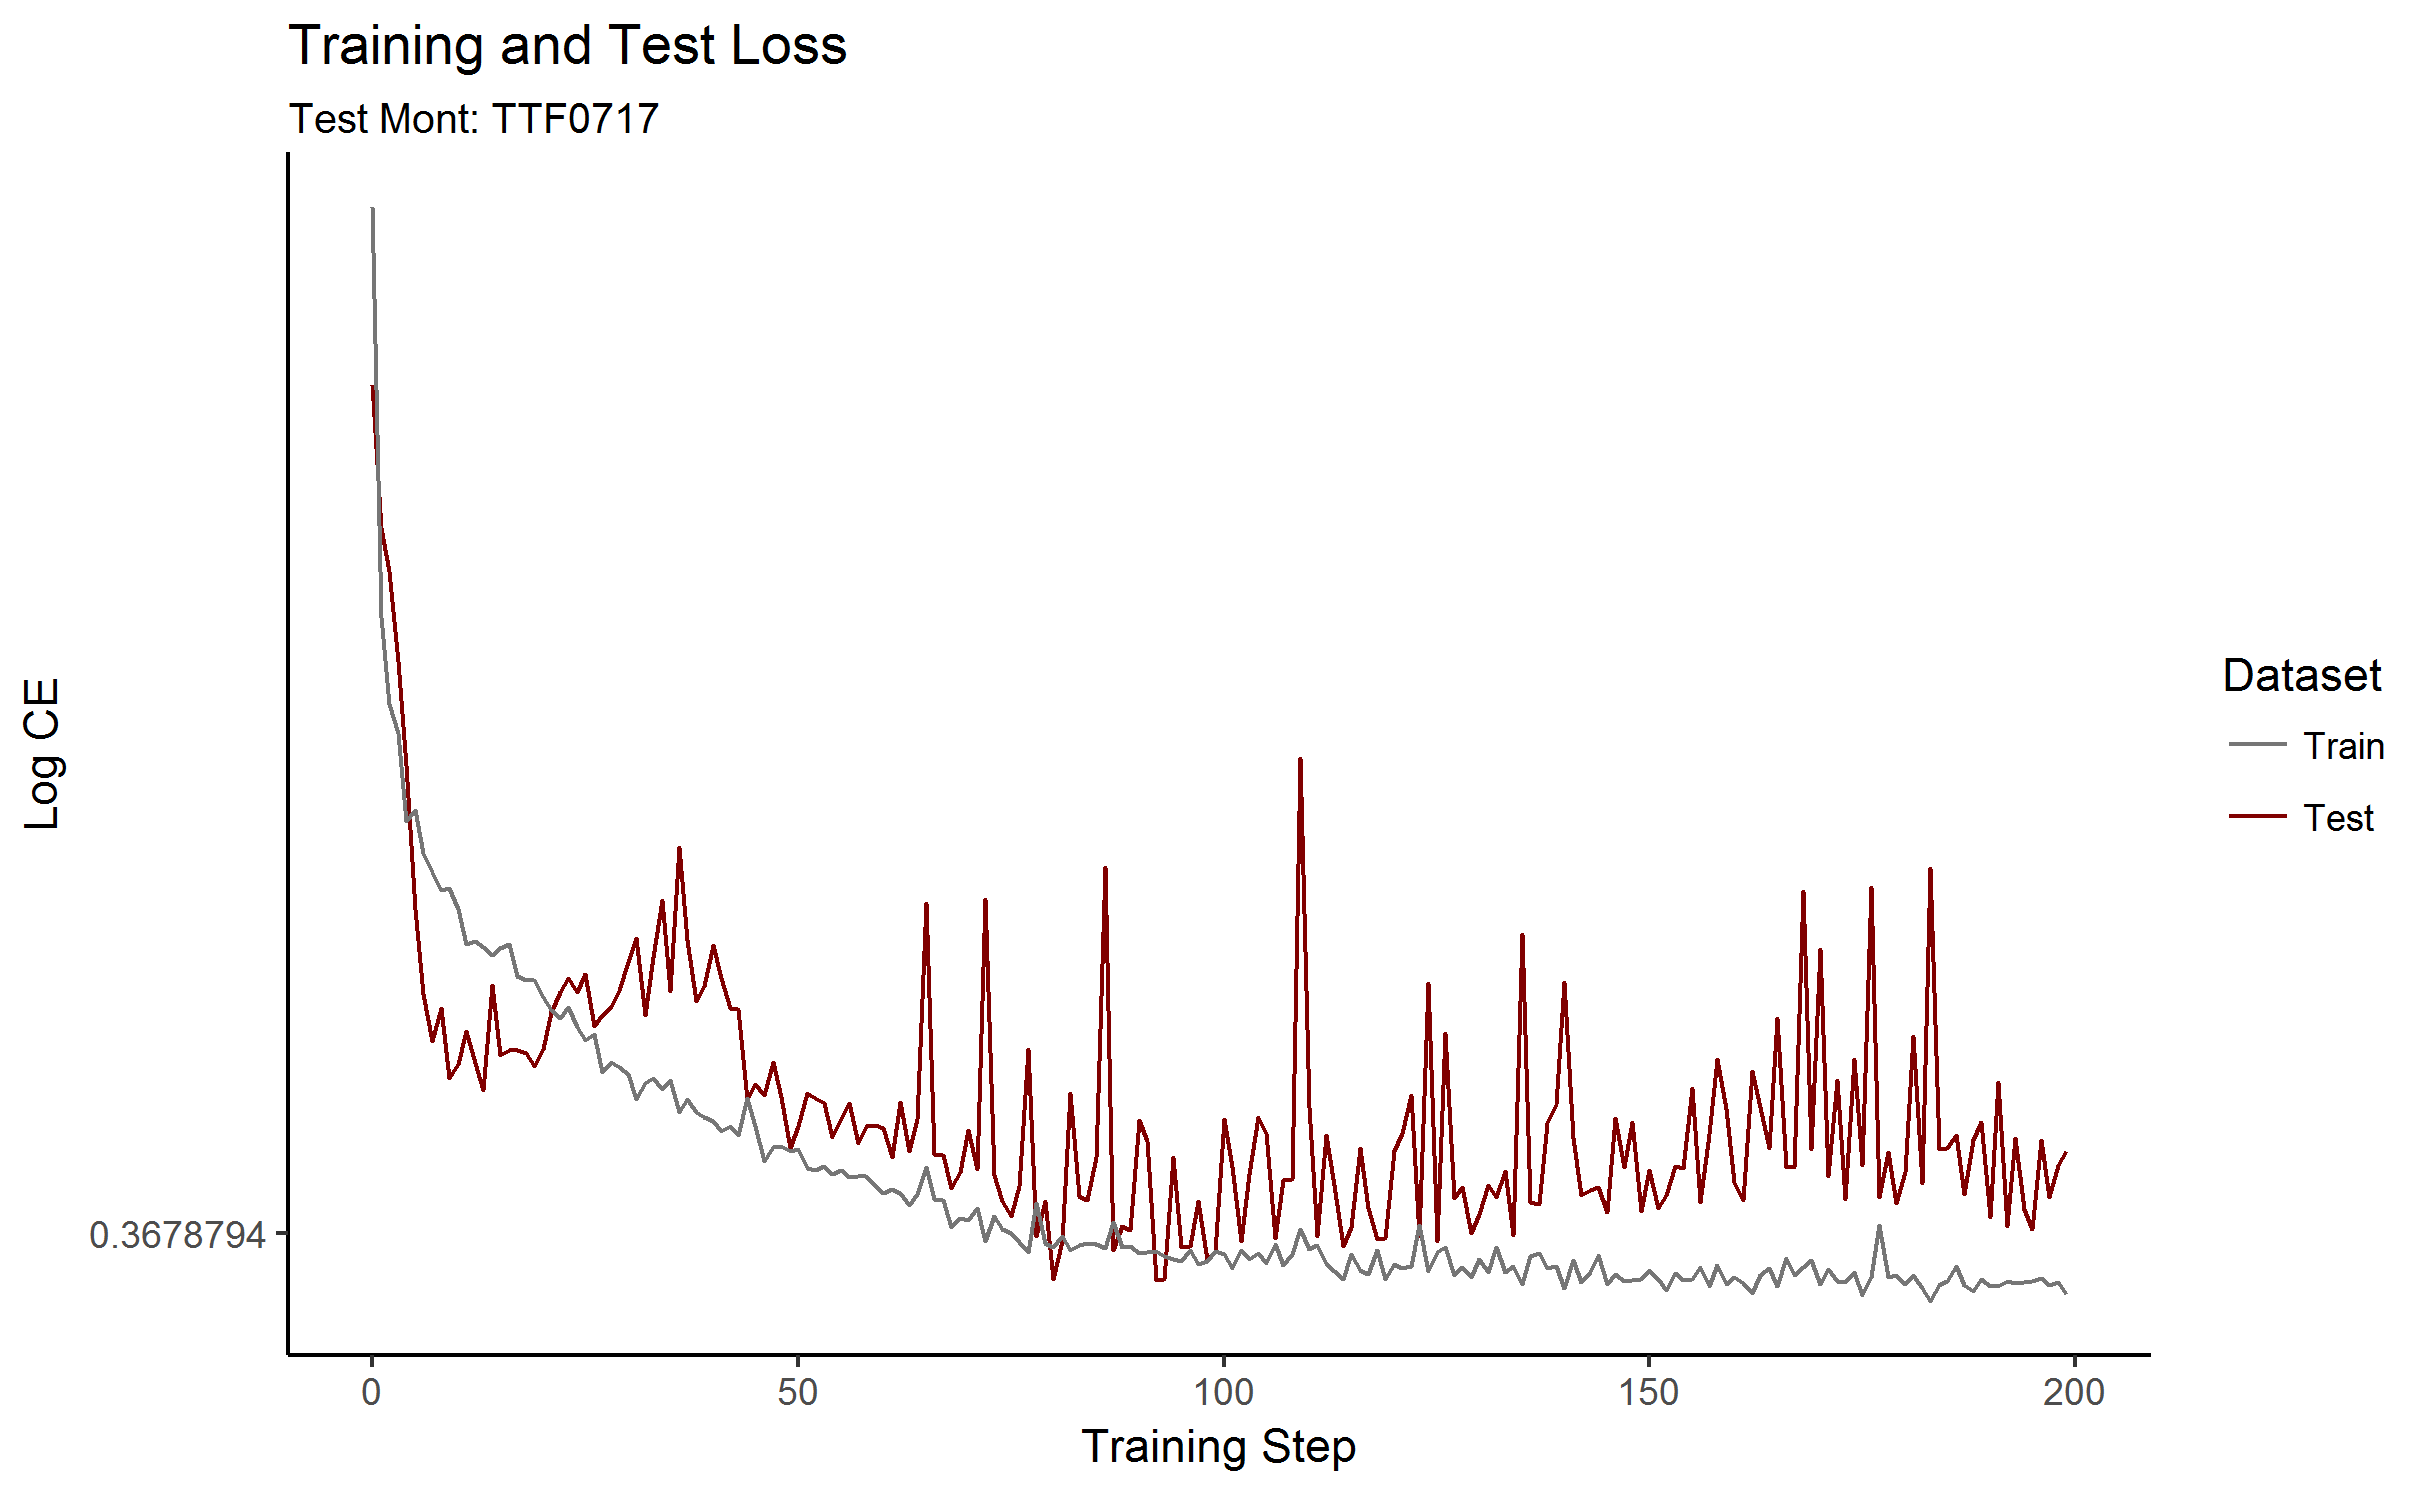 Training and Test Loss
Test Mont: TTF0717
Log CE
0.3678794
0 50 100 150 200
Training Step
Dataset
Train
Test